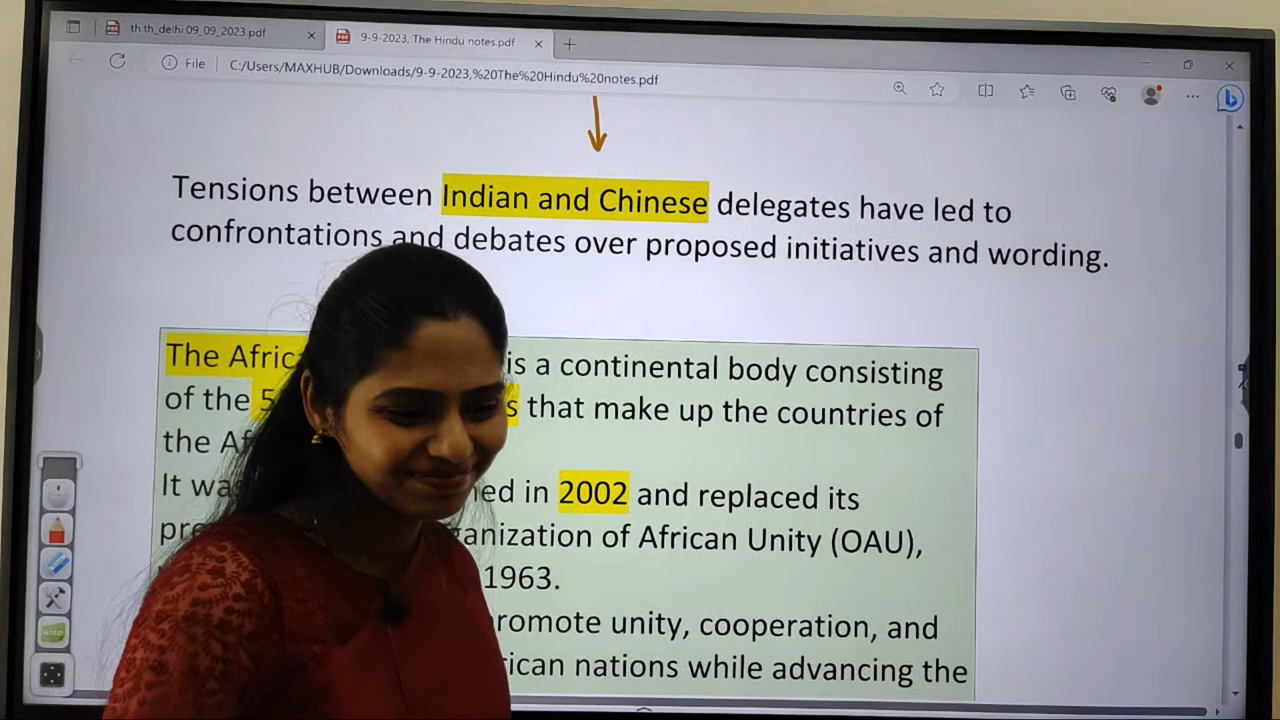 th.th_delhi.09_09_2023.pdf
9-9-2023, The Hindu notes.pdf
File
C:/Users/MAXHUB/Downloads/9-9-2023,%20The%20Hindu%20notes.pdf
Tensions between Indian and Chinese delegates have led to
confrontations and debates over proposed initiatives and wording.
The Afric is a continental body consisting
of the 5 s that make up the countries of
the Af
It wa ed in 2002 and replaced its
pre ganization of African Unity (OAU),
1963.
romote unity, cooperation, and
rican nations while advancing the
NOTE